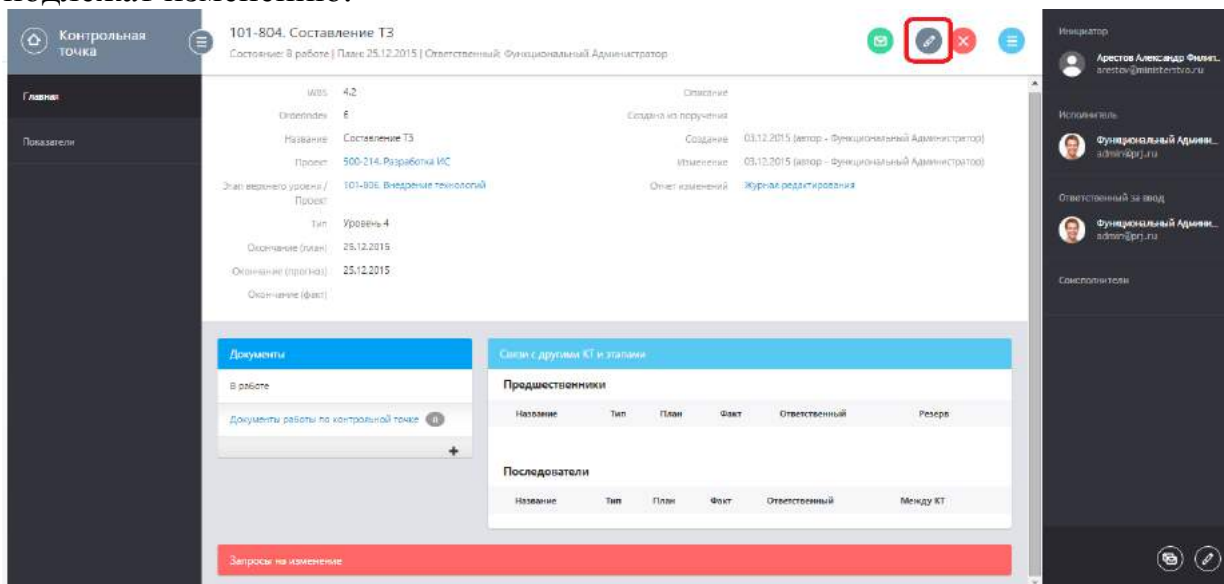 подлежал изменению.
Контрольная точка
101-804. Составление ТЗ
Состояние: В работе | План: 25.12.2015 | Ответственный: Функциональный Администратор
Главная
Показатели
WBS 4.2
OrderIndex 6
Название Составление ТЗ
Проект 500-214. Разработка ИС
Этап верхнего уровня / Проект 101-806. Внедрение технологий
Тип Уровень 4
Окончание (план) 25.12.2015
Окончание (прогноз) 25.12.2015
Окончание (факт)
Описание
Создана из поручения
Создание 03.12.2015 (автор - Функциональный Администратор)
Изменение 03.12.2015 (автор - Функциональный Администратор)
Отчет изменений Журнал редактирования
Документы
В работе
Документы работы по контрольной точке 0
+
Связи с другими КТ и этапами
Предшественники
Название Тип План Факт Ответственный Резерв
Последователи
Название Тип План Факт Ответственный Между КТ
Запросы на изменение
Инициатор
Арестов Александр Филип...
arestov@ministerstvo.ru
Исполнитель
Функциональный Админи...
admin@prj.ru
Ответственный за ввод
Функциональный Админи...
admin@prj.ru
Соисполнители